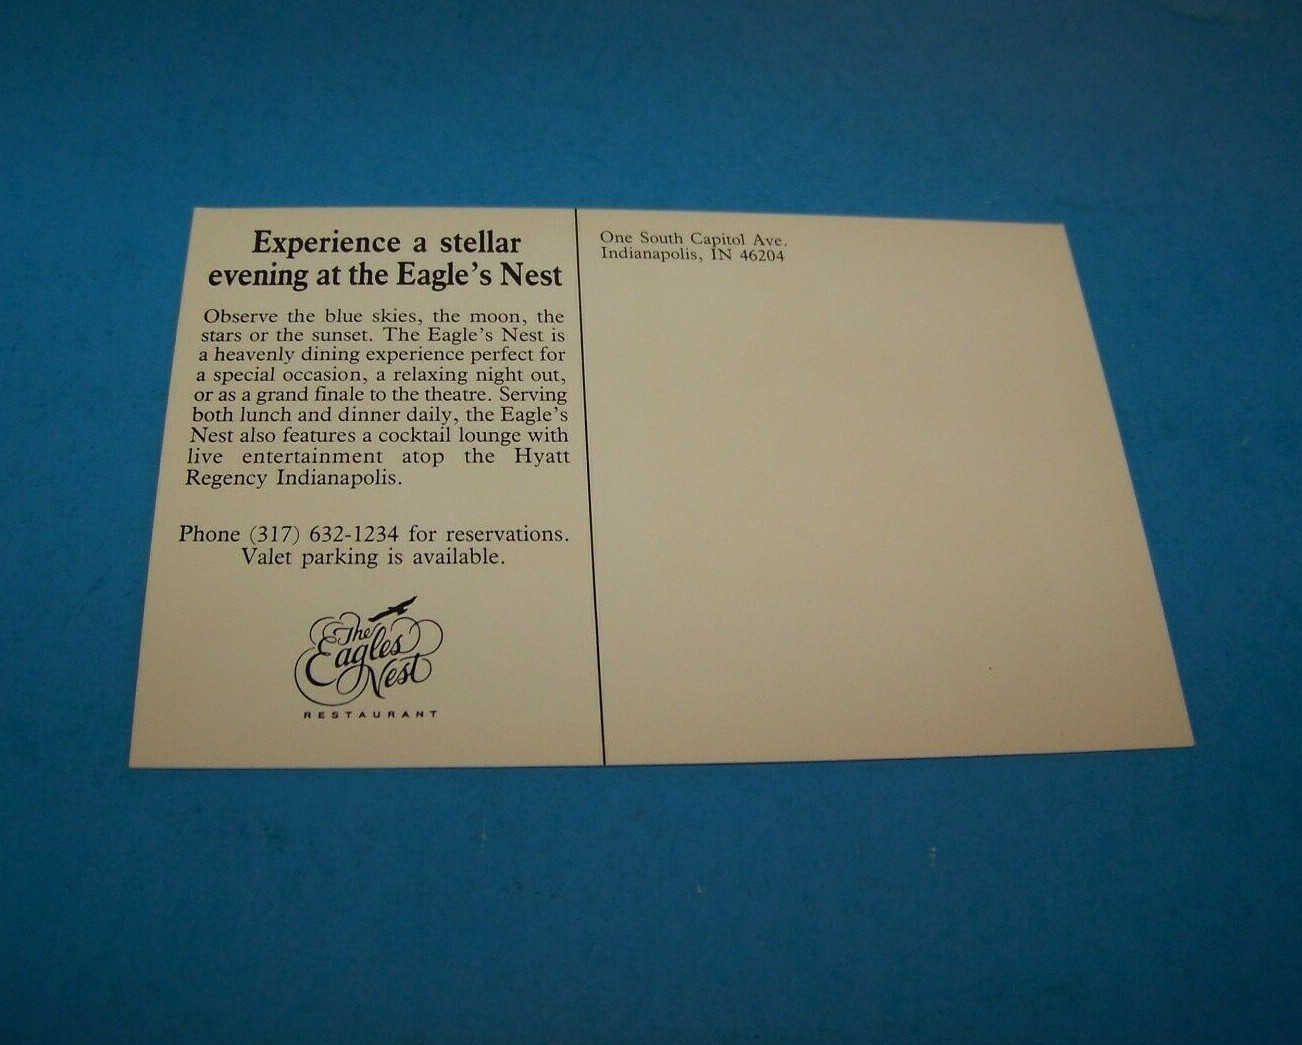 Experience a stellar
evening at the Eagle's Nest
Observe the blue skies, the moon, the
stars or the sunset. The Eagle's Nest is
a heavenly dining experience perfect for
a special occasion, a relaxing night out,
or as a grand finale to the theatre. Serving
both lunch and dinner daily, the Eagle's
Nest also features a cocktail lounge with
live entertainment atop the Hyatt
Regency Indianapolis.
Phone (317) 632-1234 for reservations.
Valet parking is available.
The
Eagles
Nest
RESTAURANT
One South Capitol Ave.
Indianapolis, IN 46204